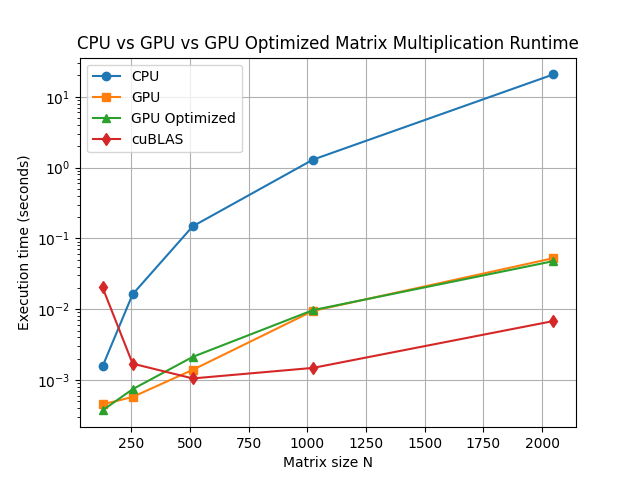 CPU vs GPU vs GPU Optimized Matrix Multiplication Runtime
CPU
GPU
GPU Optimized
cuBLAS
Execution time (seconds)
10¹
10⁰
10⁻¹
10⁻²
10⁻³
250 500 750 1000 1250 1500 1750 2000
Matrix size N